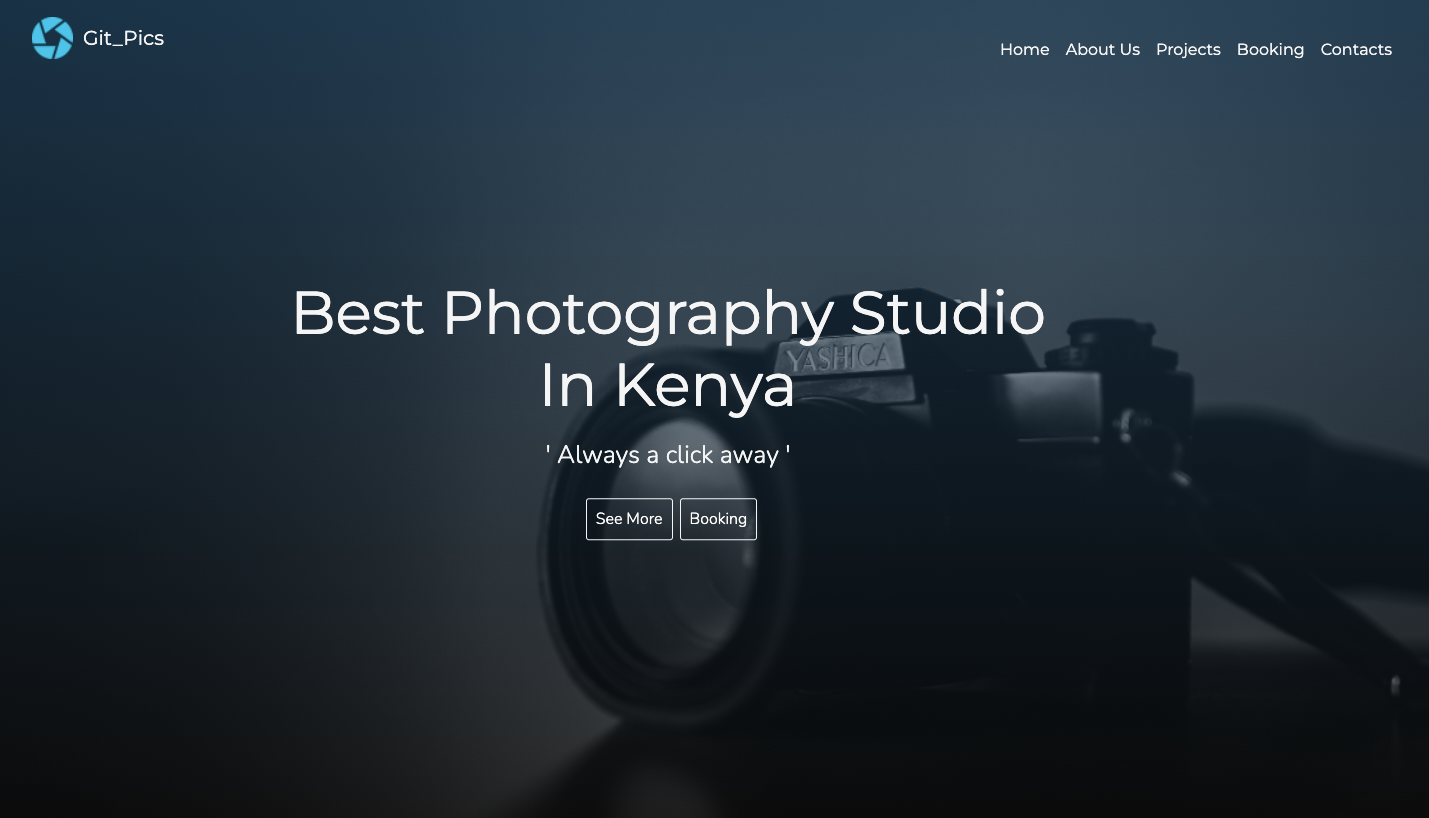 Git_Pics
Home About Us Projects Booking Contacts
Best Photography Studio
In Kenya
YASHICA
' Always a click away '
See More Booking